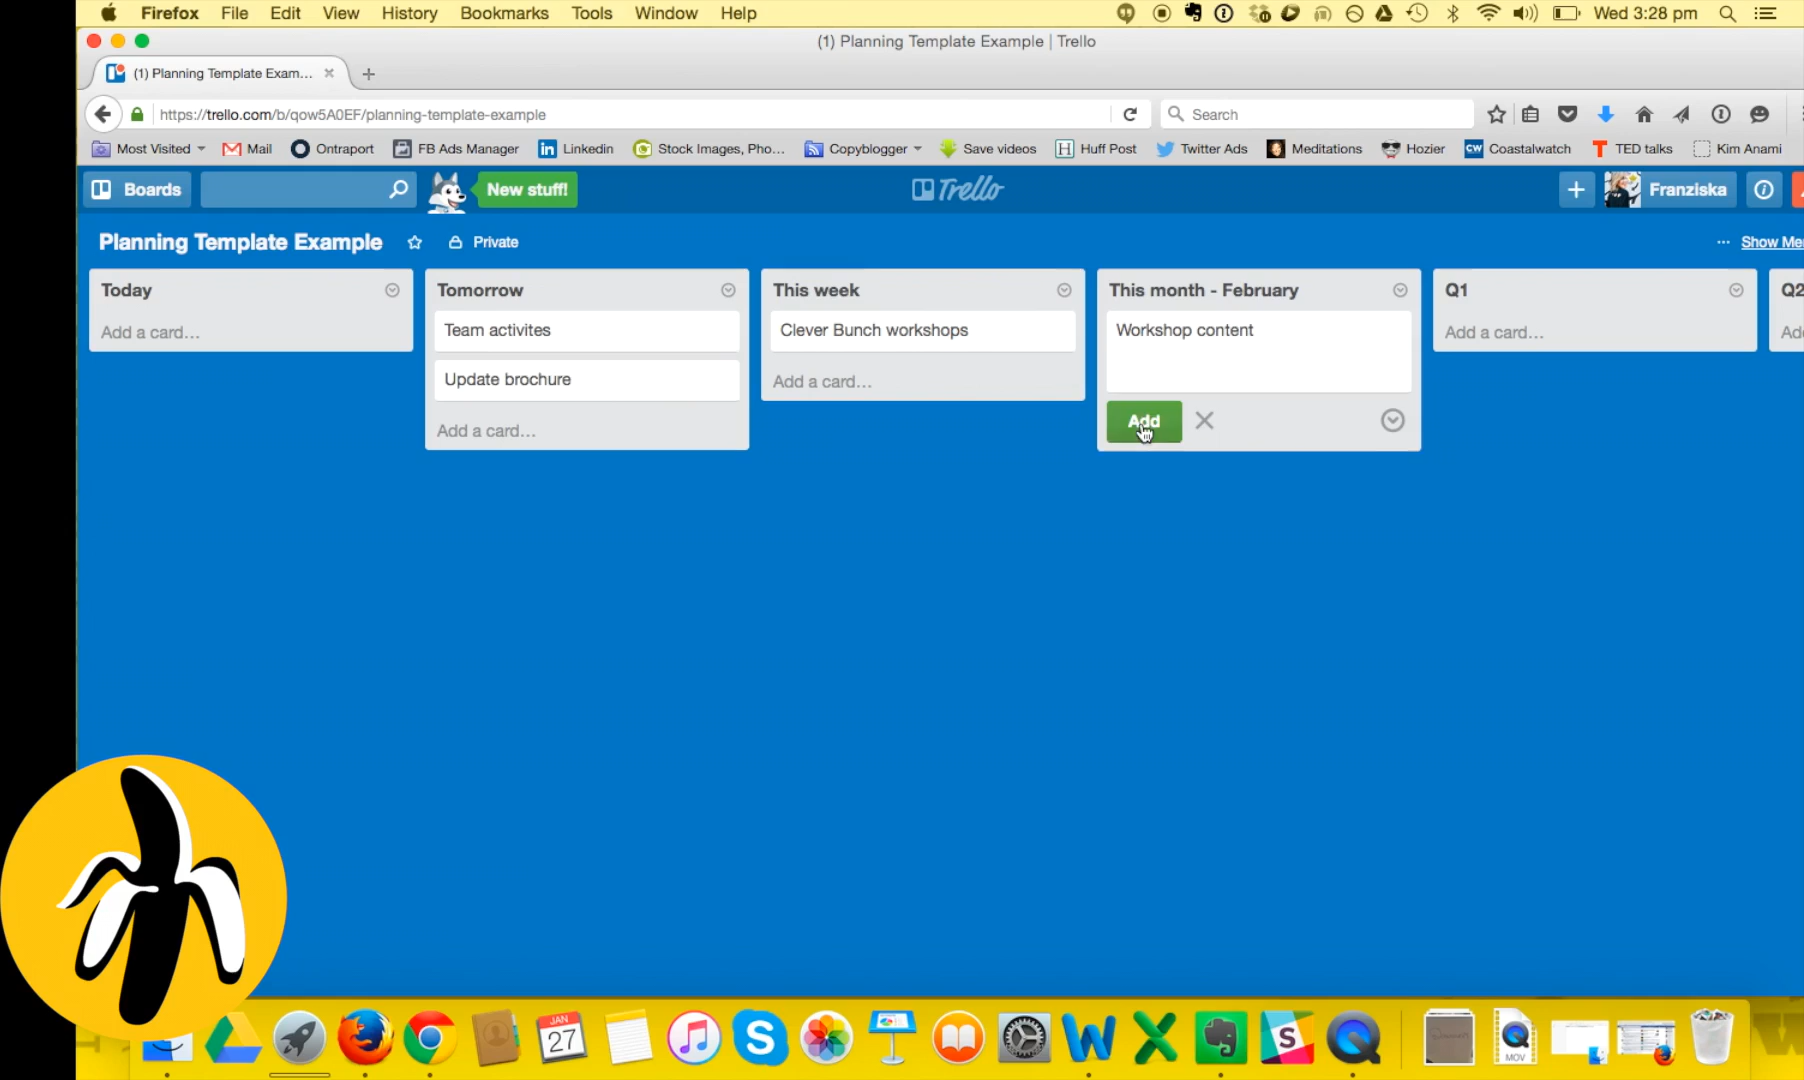 Firefox File Edit View History Bookmarks Tools Window Help Wed 3:28 pm
(1) Planning Template Example | Trello
(1) Planning Template Exam...
https://trello.com/b/qow5A0EF/planning-template-example Search
Most Visited Mail Ontraport FB Ads Manager Linkedin Stock Images, Pho... Copyblogger Save videos Huff Post Twitter Ads Meditations Hozier Coastalwatch TED talks Kim Anami
Boards New stuff! Trello Franziska
Planning Template Example Private ... Show Me
Today Tomorrow This week This month - February Q1 Q2
Add a card... Team activites Clever Bunch workshops Workshop content Add a card... Ad
Update brochure Add a card...
Add a card... Add
JAN
27
MOV